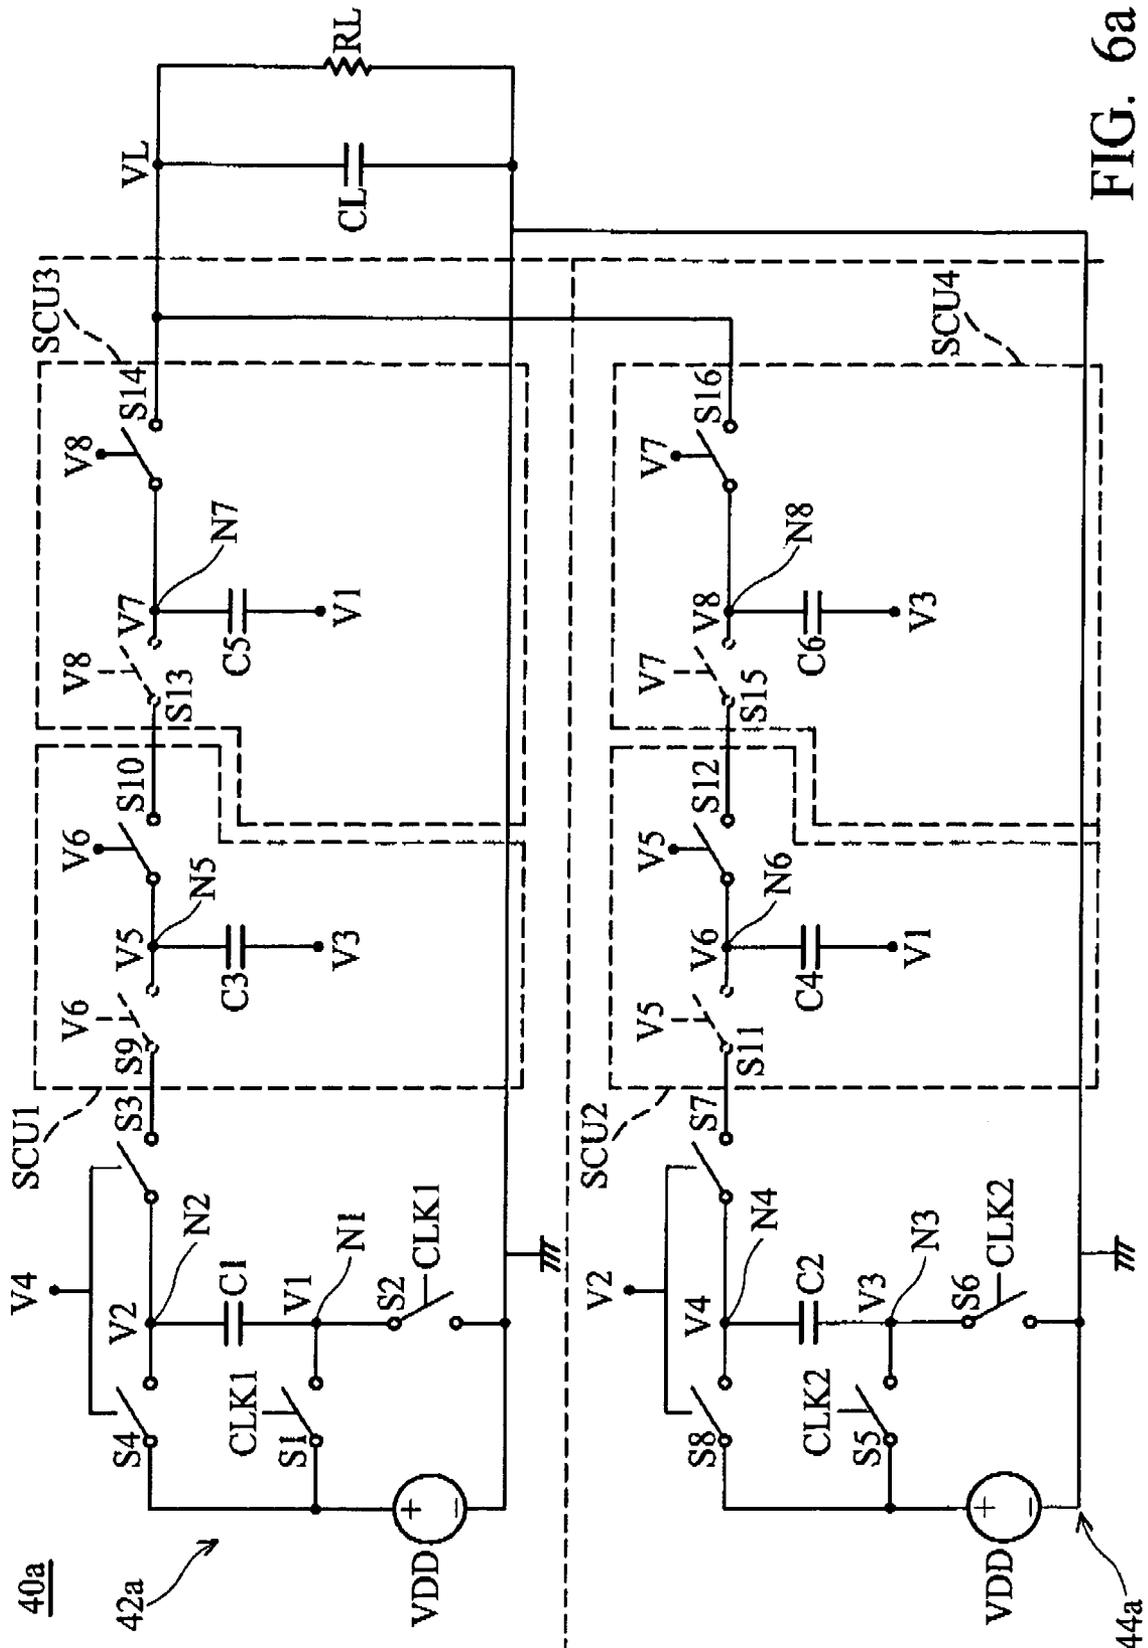 40a
42a
VDD
S4
V4
V2
N2
C1
CLK1
S1
V1
N1
S2
CLK1
S3
SCU1
S9
V6
V5
N5
C3
V3
V6
S10
S13
V8
V7
N7
C5
V1
V8
S14
SCU3
VL
CL
RL
44a
VDD
S8
V2
V4
N4
C2
CLK2
S5
V3
N3
S6
CLK2
S7
SCU2
S11
V5
V6
N6
C4
V1
V5
S12
S15
V7
V8
N8
C6
V3
V7
S16
SCU4
FIG. 6a